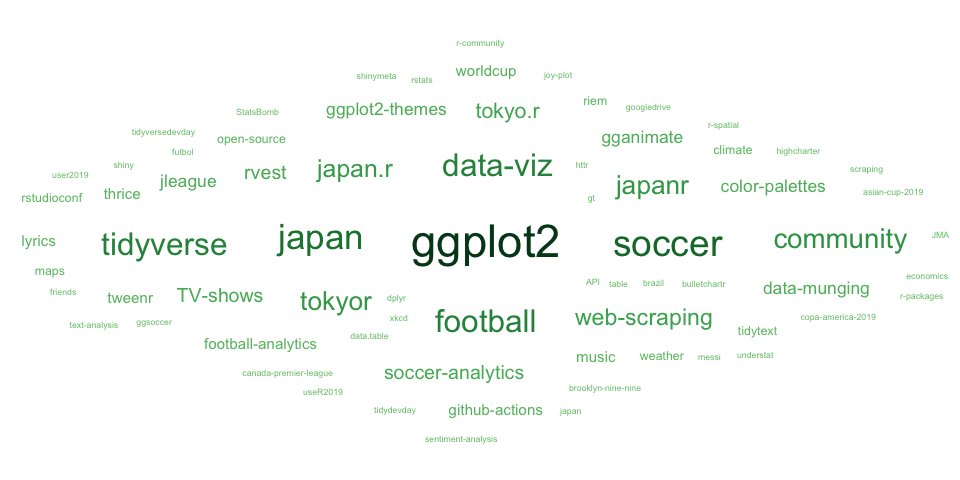 r-community
shinymeta rstats worldcup joy-plot
StatsBomb ggplot2-themes tokyo.r riem googledrive
tidyversedevday open-source gganimate r-spatial
futbol climate highcharter
user2019 shiny jleague rvest japan.r data-viz httr japanr color-palettes scraping
rstudioconf thrice gt asian-cup-2019
lyrics tidyverse japan ggplot2 soccer community JMA
maps economics
friends tweenr TV-shows tokyor dplyr API table brazil bulletchartr data-munging r-packages
text-analysis ggsoccer xkcd football web-scraping tidytext copa-america-2019
football-analytics data.table music weather messi understat
canada-premier-league soccer-analytics
useR2019 brooklyn-nine-nine
tidydevday github-actions japan
sentiment-analysis